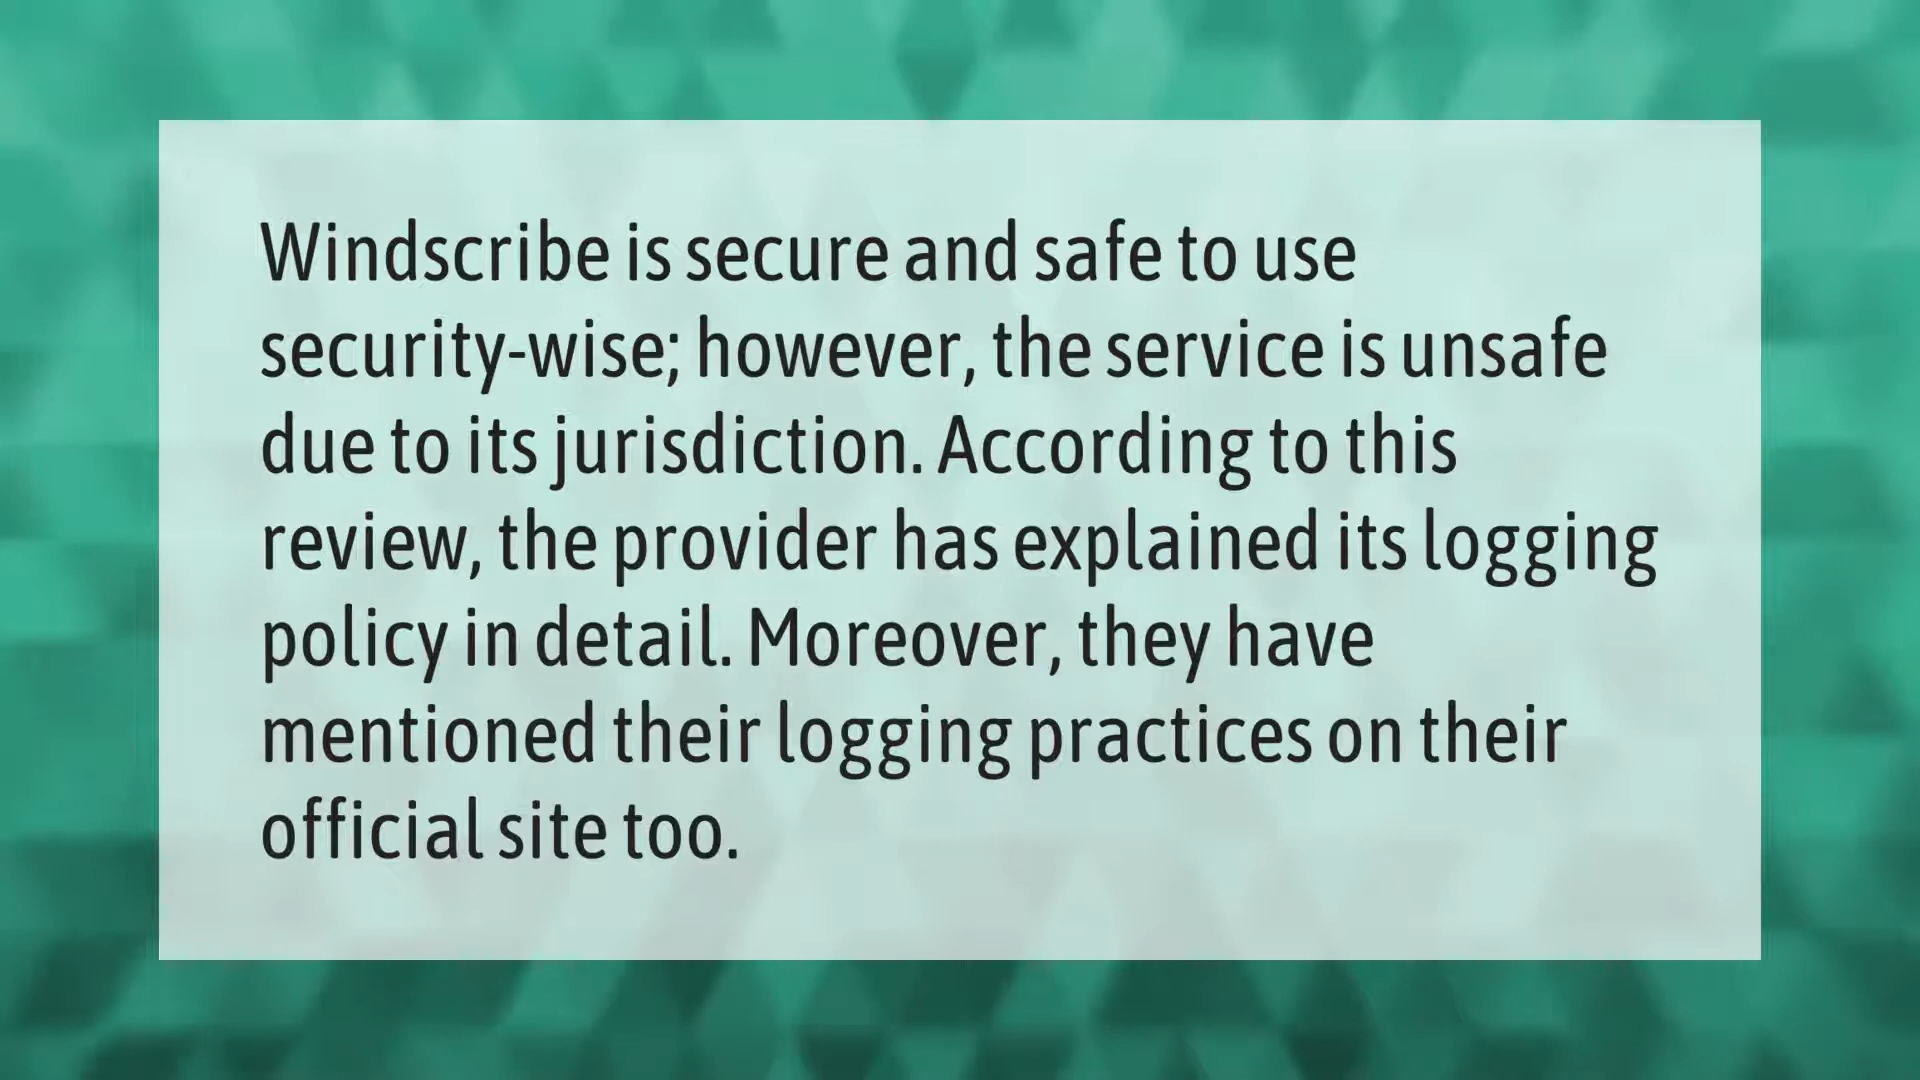 Windscribe is secure and safe to use
security-wise; however, the service is unsafe
due to its jurisdiction. According to this
review, the provider has explained its logging
policy in detail. Moreover, they have
mentioned their logging practices on their
official site too.